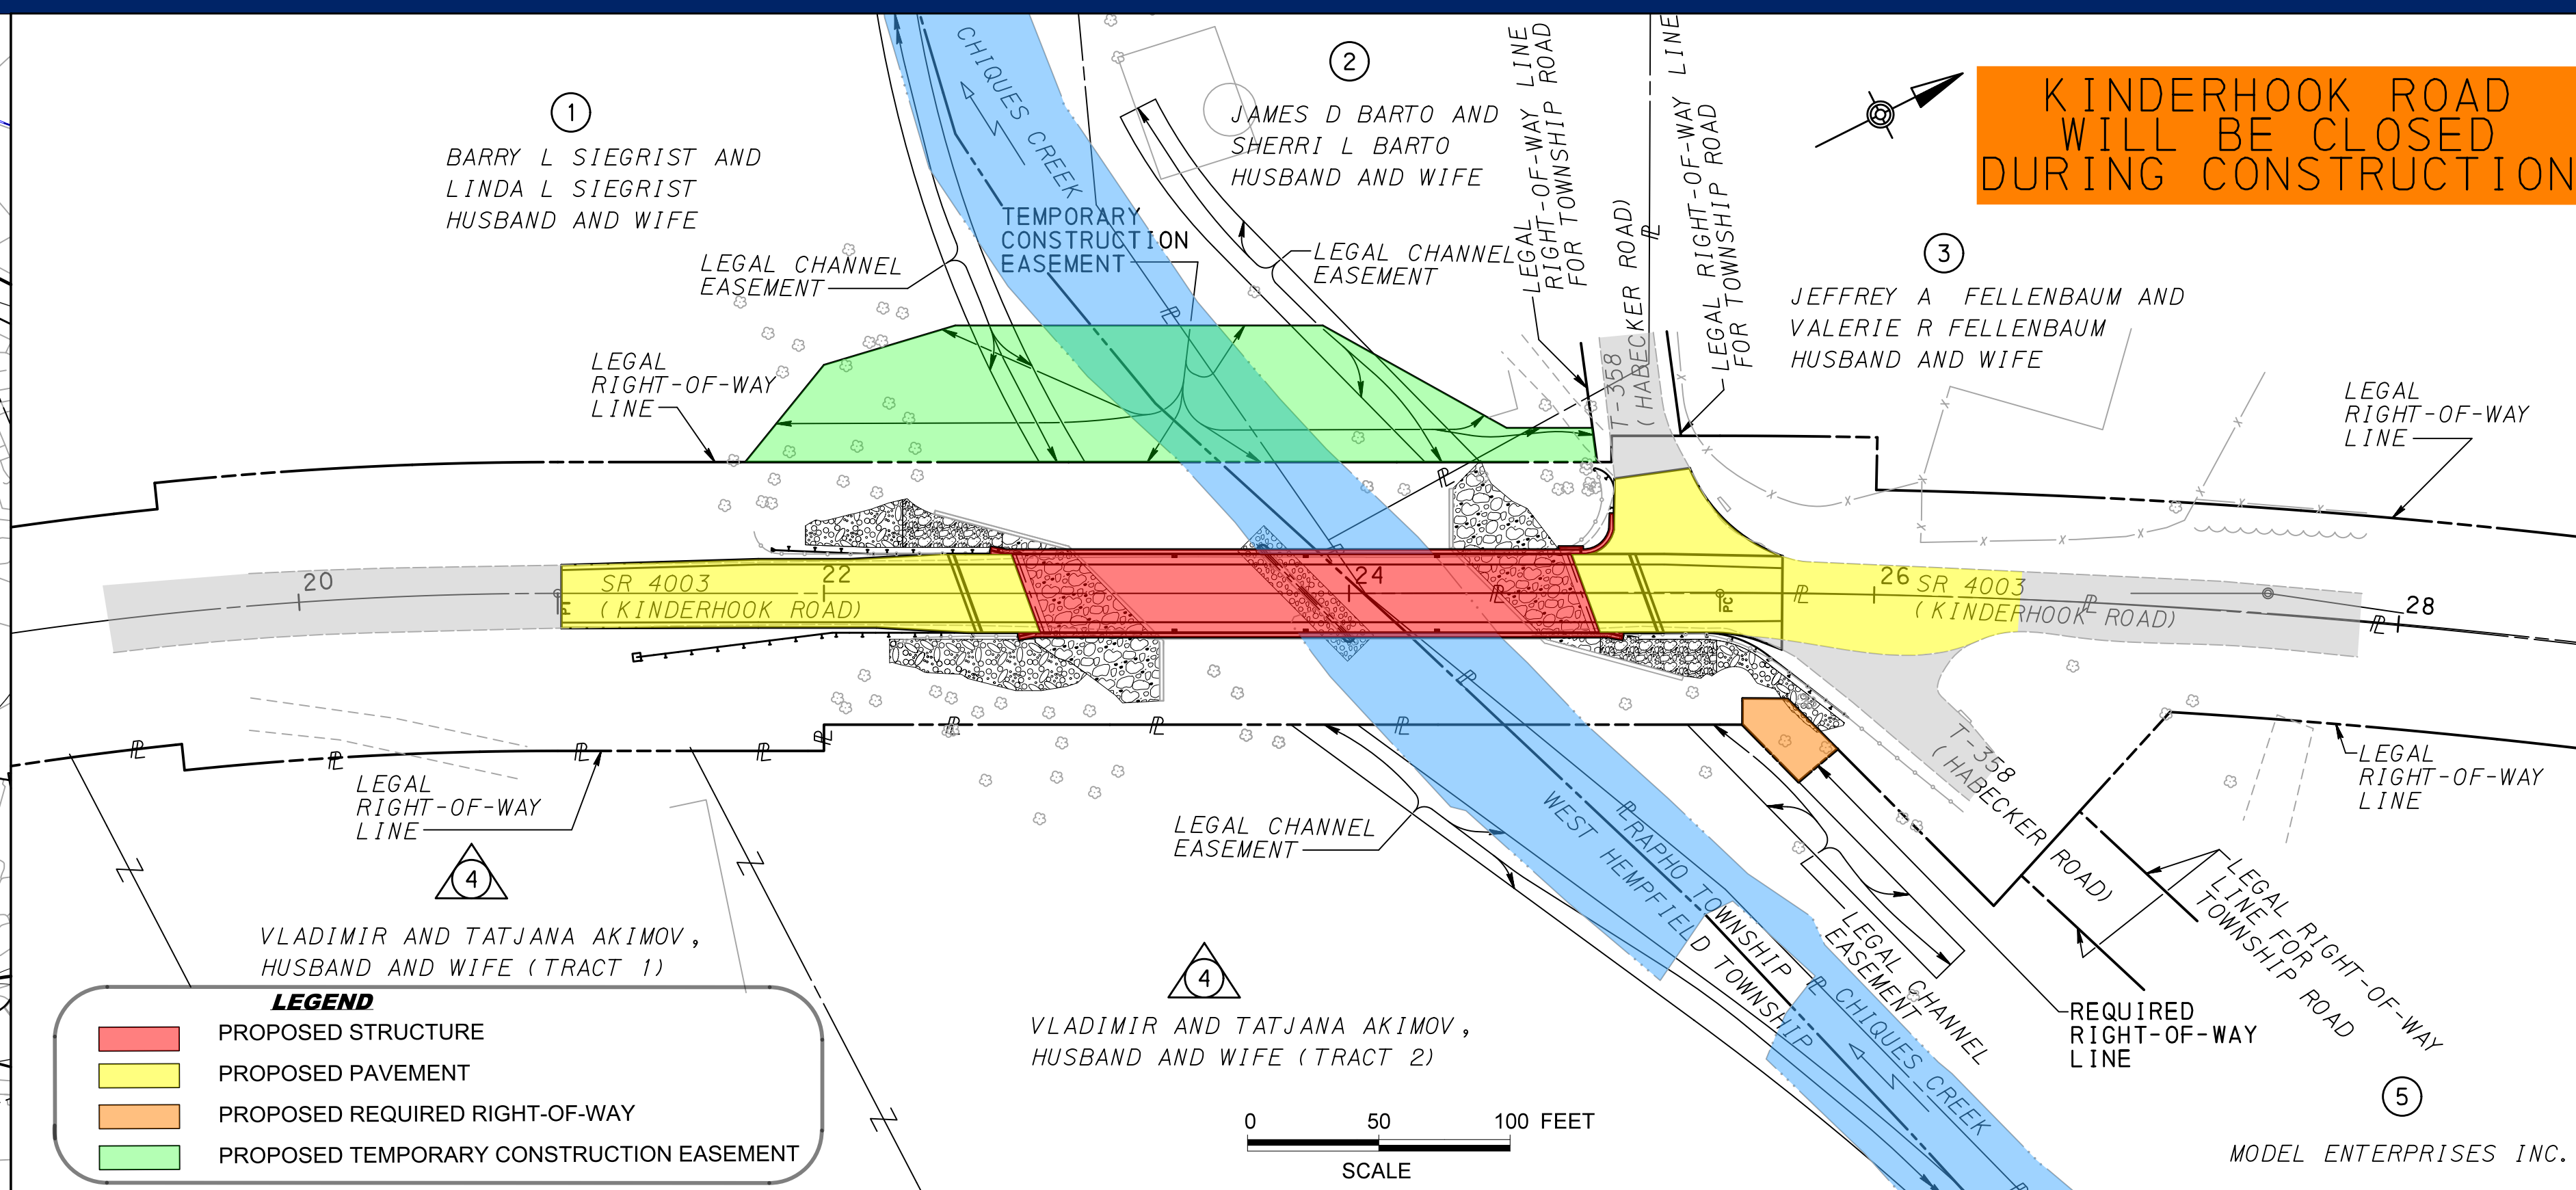 KINDERHOOK ROAD
WILL BE CLOSED
DURING CONSTRUCTION
1
BARRY L SIEGRIST AND
LINDA L SIEGRIST
HUSBAND AND WIFE
CHIQUES CREEK
2
JAMES D BARTO AND
SHERRI L BARTO
HUSBAND AND WIFE
LEGAL
RIGHT-OF-WAY LINE
FOR TOWNSHIP ROAD
T-358
(HABECKER ROAD)
LEGAL RIGHT-OF-WAY LINE
FOR TOWNSHIP ROAD
3
JEFFREY A FELLENBAUM AND
VALERIE R FELLENBAUM
HUSBAND AND WIFE
LEGAL CHANNEL
EASEMENT
TEMPORARY
CONSTRUCTION
EASEMENT
LEGAL CHANNEL
EASEMENT
LEGAL
RIGHT-OF-WAY
LINE
LEGAL
RIGHT-OF-WAY
LINE
20
22
24
26
28
PT
PC
SR 4003
(KINDERHOOK ROAD)
SR 4003
(KINDERHOOK ROAD)
T-358
(HABECKER ROAD)
LEGAL
RIGHT-OF-WAY
LINE
LEGAL
RIGHT-OF-WAY
LINE
LEGAL CHANNEL
EASEMENT
RAPHO TOWNSHIP
WEST HEMPFIELD TOWNSHIP
CHIQUES CREEK
LEGAL CHANNEL
EASEMENT
LEGAL RIGHT-OF-WAY
LINE FOR
TOWNSHIP ROAD
REQUIRED
RIGHT-OF-WAY
LINE
4
VLADIMIR AND TATJANA AKIMOV,
HUSBAND AND WIFE (TRACT 1)
4
VLADIMIR AND TATJANA AKIMOV,
HUSBAND AND WIFE (TRACT 2)
5
MODEL ENTERPRISES INC.
LEGEND
PROPOSED STRUCTURE
PROPOSED PAVEMENT
PROPOSED REQUIRED RIGHT-OF-WAY
PROPOSED TEMPORARY CONSTRUCTION EASEMENT
0 50 100 FEET
SCALE